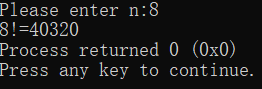 Please enter n:8
8!=40320
Process returned 0 (0x0)
Press any key to continue.